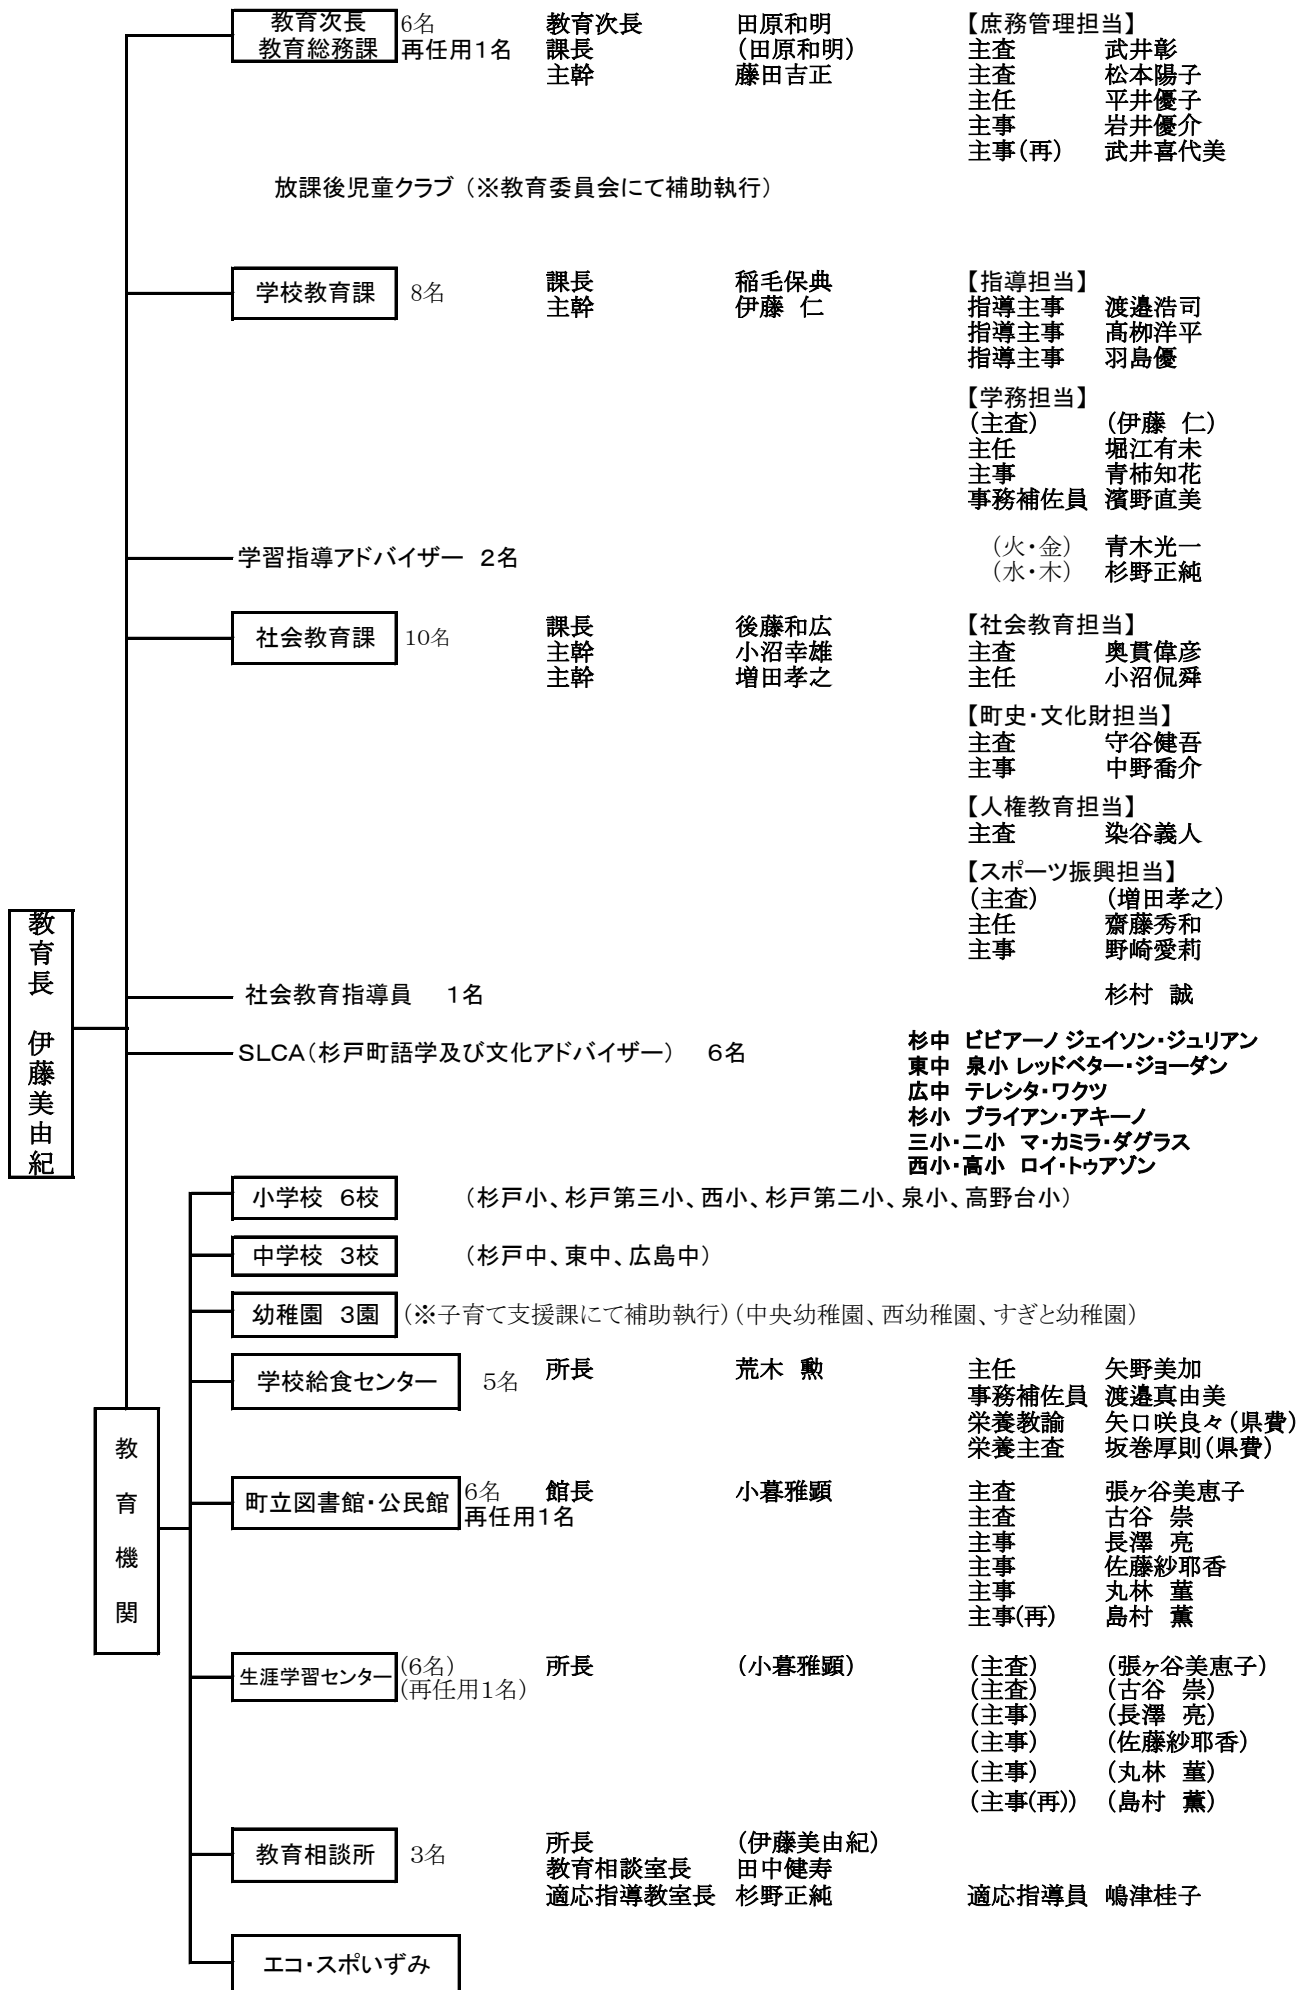 教育次長 6名 教育次長 田原和明 【庶務管理担当】
教育総務課 再任用1名 課長 (田原和明) 主査 武井彰
主幹 藤田吉正 主査 松本陽子
主任 平井優子
主事 岩井優介
主事(再) 武井喜代美
放課後児童クラブ (※教育委員会にて補助執行)
学校教育課 8名 課長 稲毛保典 【指導担当】
主幹 伊藤 仁 指導主事 渡邉浩司
指導主事 髙栁洋平
指導主事 羽島優
【学務担当】
(主査) (伊藤 仁)
主任 堀江有未
主事 青柿知花
事務補佐員 濱野直美
学習指導アドバイザー 2名 (火・金) 青木光一
(水・木) 杉野正純
社会教育課 10名 課長 後藤和広 【社会教育担当】
主幹 小沼幸雄 主査 奥貫偉彦
主幹 増田孝之 主任 小沼侃舜
【町史・文化財担当】
主査 守谷健吾
主事 中野喬介
【人権教育担当】
主査 染谷義人
【スポーツ振興担当】
(主査) (増田孝之)
主任 齋藤秀和
主事 野崎愛莉
教育長 伊藤美由紀
社会教育指導員 1名 杉村 誠
SLCA(杉戸町語学及び文化アドバイザー) 6名 杉中 ビビアーノ ジェイソン・ジュリアン
東中 泉小 レッドベター・ジョーダン
広中 テレシタ・ワクツ
杉小 ブライアン・アキーノ
三小・二小 マ・カミラ・ダグラス
西小・高小 ロイ・トゥアゾン
小学校 6校 (杉戸小、杉戸第三小、西小、杉戸第二小、泉小、高野台小)
中学校 3校 (杉戸中、東中、広島中)
幼稚園 3園 (※子育て支援課にて補助執行) (中央幼稚園、西幼稚園、すぎと幼稚園)
学校給食センター 5名 所長 荒木 勲 主任 矢野美加
事務補佐員 渡邉真由美
栄養教諭 矢口咲良々(県費)
栄養主査 坂巻厚則(県費)
教育機関
町立図書館・公民館 6名 館長 小暮雅顕 主査 張ヶ谷美恵子
再任用1名 主査 古谷 崇
主事 長澤 亮
主事 佐藤紗耶香
主事 丸林 菫
主事(再) 島村 薫
生涯学習センター (6名) 所長 (小暮雅顕) (主査) (張ヶ谷美恵子)
(再任用1名) (主査) (古谷 崇)
(主事) (長澤 亮)
(主事) (佐藤紗耶香)
(主事) (丸林 菫)
(主事(再)) (島村 薫)
教育相談所 3名 所長 (伊藤美由紀)
教育相談室長 田中健寿
適応指導教室長 杉野正純 適応指導員 嶋津桂子
エコ・スポいずみ